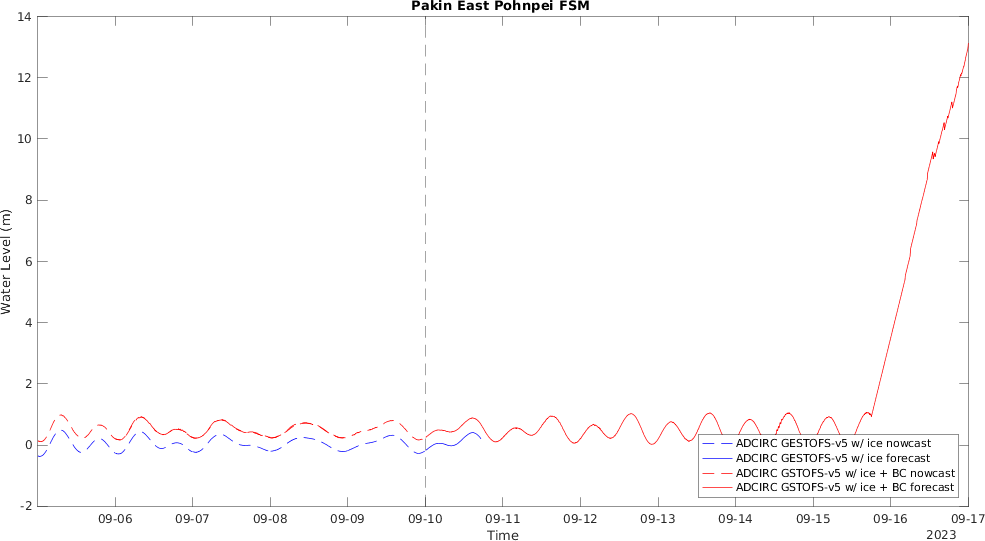 Pakin East Pohnpei FSM
14
12
10
8
6
4
2
0
-2
Water Level (m)
ADCIRC GESTOFS-v5 w/ ice nowcast
ADCIRC GESTOFS-v5 w/ ice forecast
ADCIRC GSTOFS-v5 w/ ice + BC nowcast
ADCIRC GSTOFS-v5 w/ ice + BC forecast
09-06 09-07 09-08 09-09 09-10 09-11 09-12 09-13 09-14 09-15 09-16 09-17
Time
2023